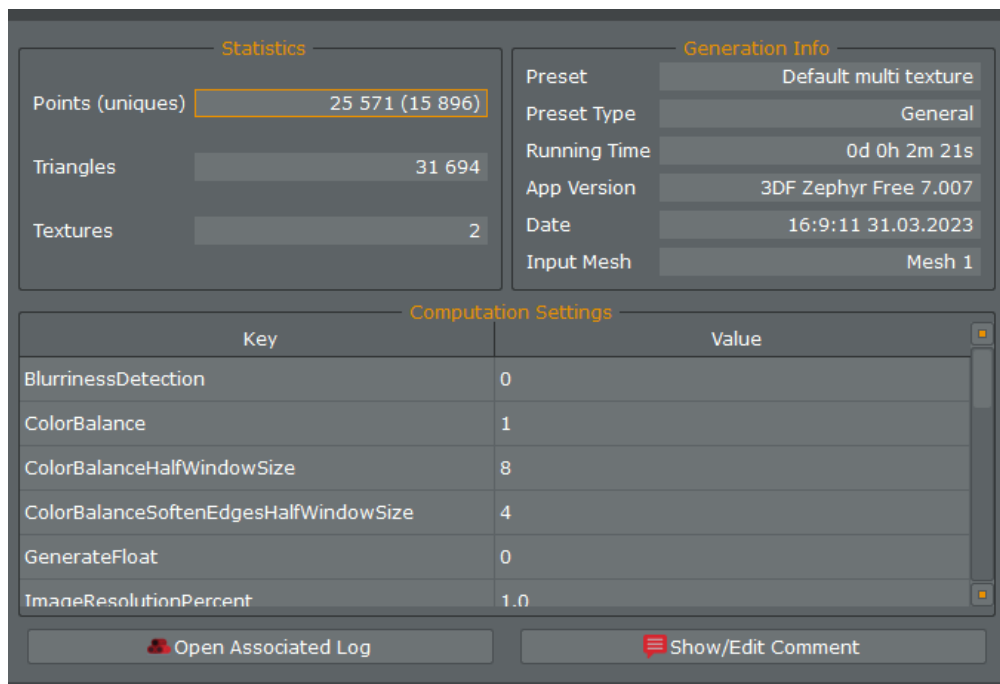 Statistics
Points (uniques) 25 571 (15 896)
Triangles 31 694
Textures 2
Generation Info
Preset Default multi texture
Preset Type General
Running Time 0d 0h 2m 21s
App Version 3DF Zephyr Free 7.007
Date 16:9:11 31.03.2023
Input Mesh Mesh 1
Computation Settings
Key Value
BlurrinessDetection 0
ColorBalance 1
ColorBalanceHalfWindowSize 8
ColorBalanceSoftenEdgesHalfWindowSize 4
GenerateFloat 0
ImageResolutionPercent 1.0
Open Associated Log Show/Edit Comment